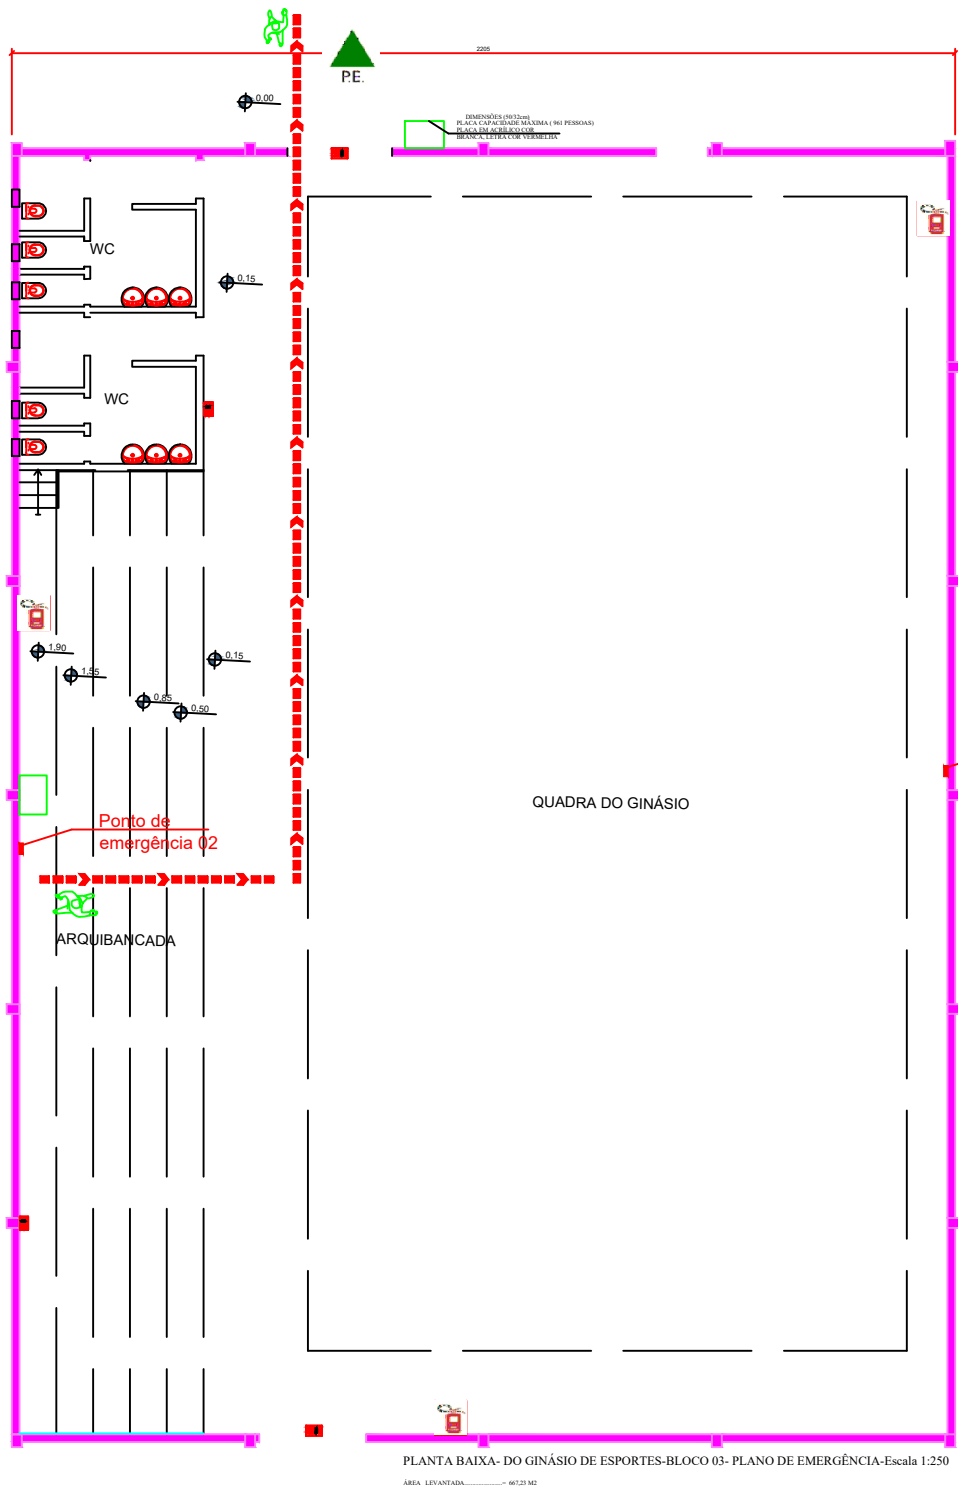 2205
P.E.
0,00
DIMENSÕES (50/32cm)
PLACA CAPACIDADE MÁXIMA ( 961 PESSOAS)
PLACA EM ACRÍLICO COR
BRANCA, LETRA COR VERMELHA
WC
0,15
WC
1,90
1,55
0,15
0,85
0,50
QUADRA DO GINÁSIO
Ponto de
emergência 02
ARQUIBANCADA
PLANTA BAIXA- DO GINÁSIO DE ESPORTES-BLOCO 03- PLANO DE EMERGÊNCIA-Escala 1:250
ÁREA LEVANTADA....................= 667,23 M2